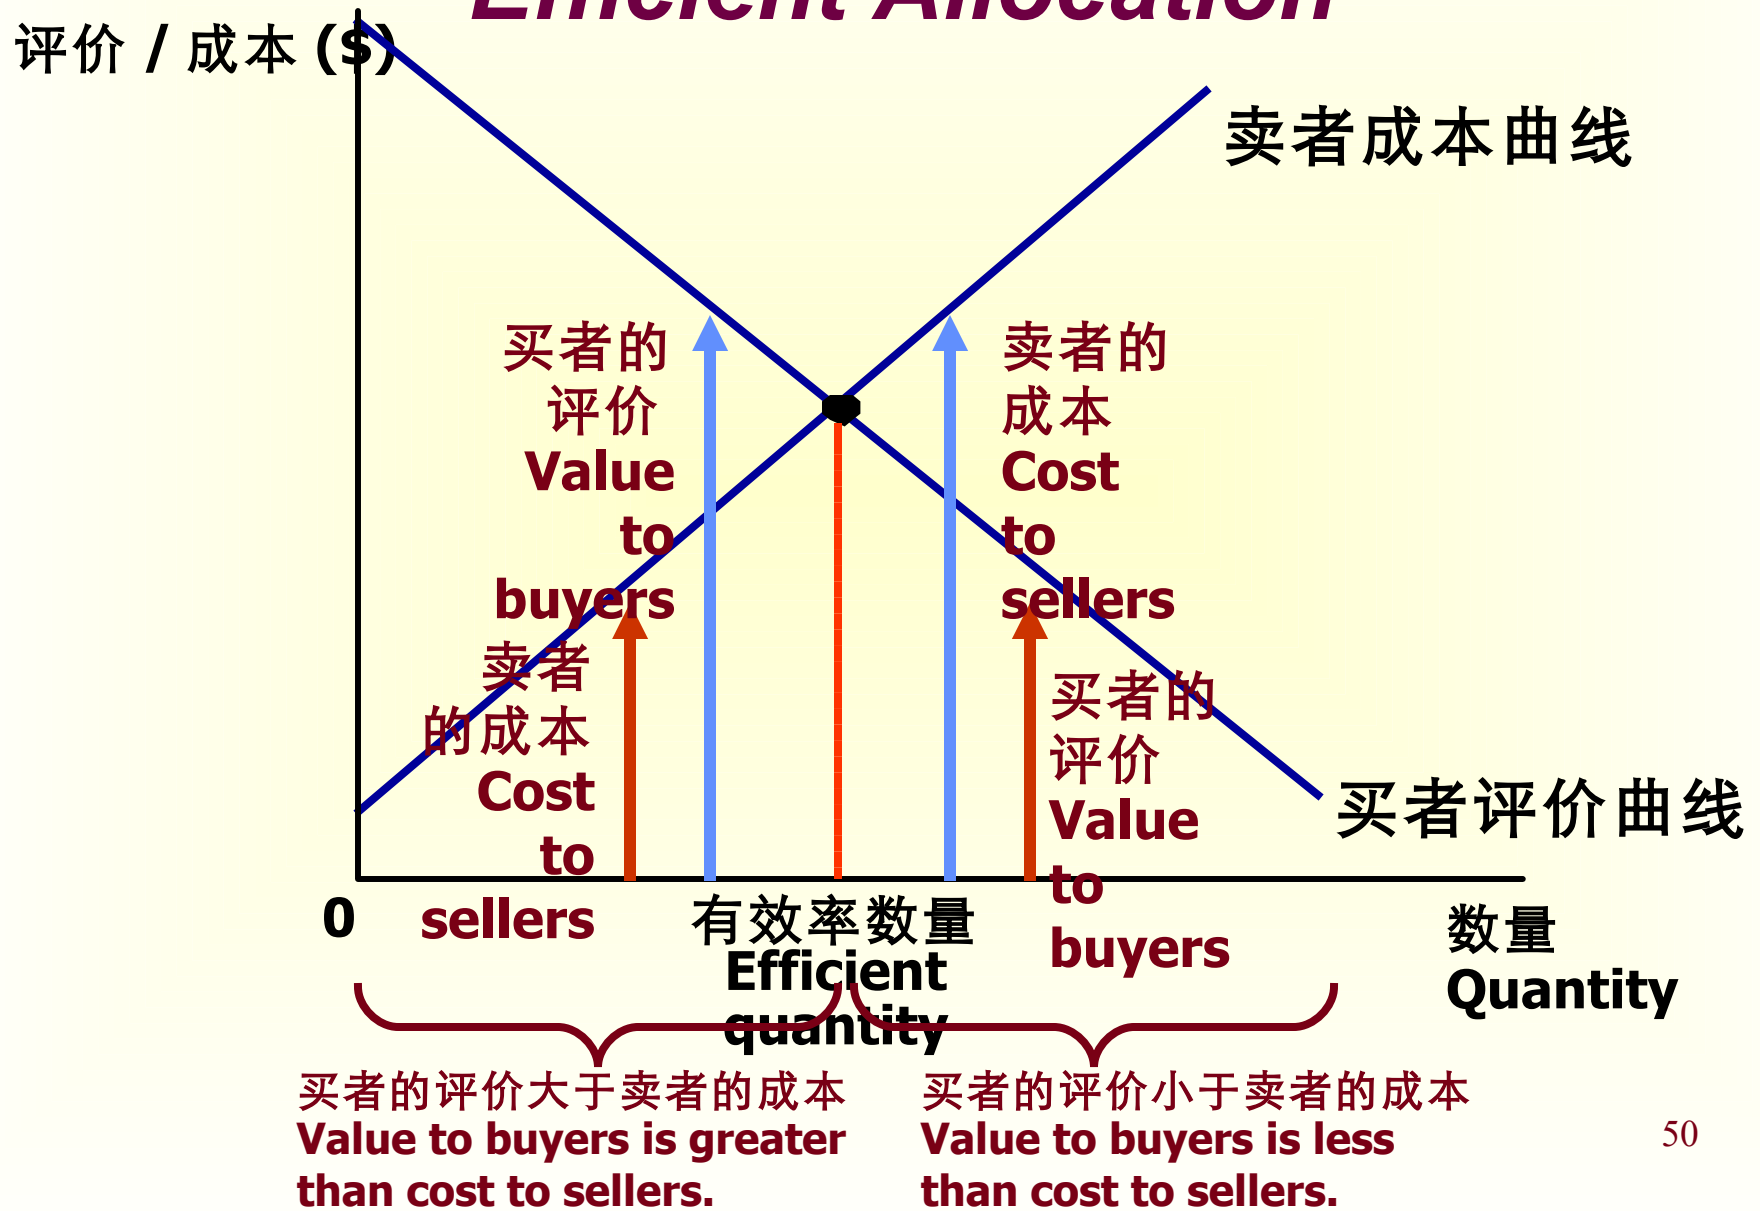 Efficient Allocation
评价 / 成本 ($)
卖者成本曲线
买者的
评价
Value
to
buyers
卖者的
成本
Cost
to
sellers
卖者
的成本
Cost
to
sellers
买者的
评价
Value
to
buyers
买者评价曲线
0
有效率数量
Efficient
quantity
数量
Quantity
买者的评价大于卖者的成本
Value to buyers is greater
than cost to sellers.
买者的评价小于卖者的成本
Value to buyers is less
than cost to sellers.
50